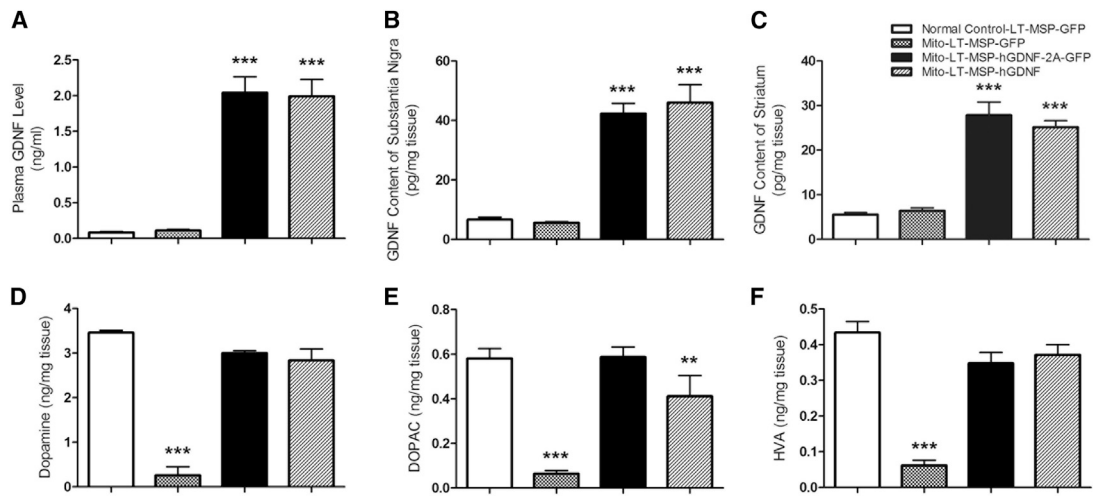 A
Plasma GDNF Level
(ng/ml)
2.5
2.0
1.5
1.0
0.5
0.0
***
***
B
GDNF Content of Substantia Nigra
(pg/mg tissue)
60
40
20
0
***
***
C
GDNF Content of Striatum
(pg/mg tissue)
40
30
20
10
0
Normal Control-LT-MSP-GFP
Mito-LT-MSP-GFP
Mito-LT-MSP-hGDNF-2A-GFP
Mito-LT-MSP-hGDNF
***
***
D
Dopamine (ng/mg tissue)
4
3
2
1
0
***
E
DOPAC (ng/mg tissue)
0.8
0.6
0.4
0.2
0.0
***
**
F
HVA (ng/mg tissue)
0.5
0.4
0.3
0.2
0.1
0.0
***